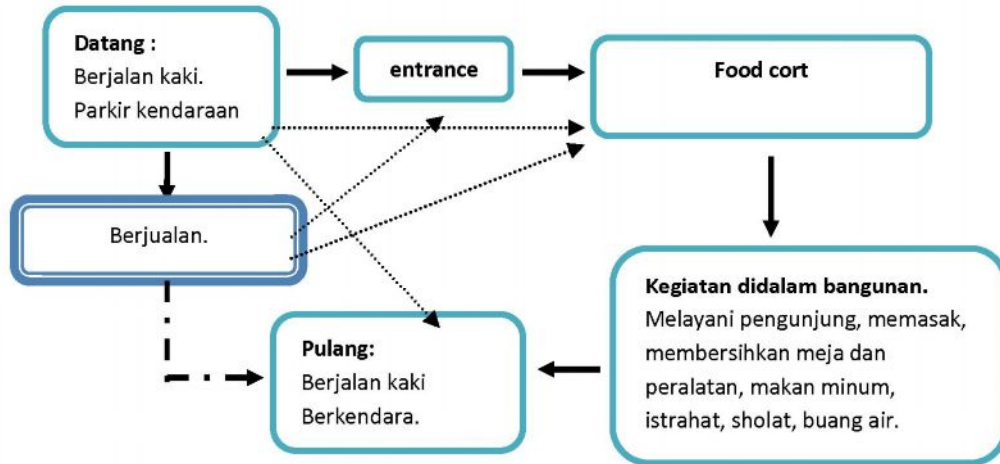 Datang :
Berjalan kaki.
Parkir kendaraan
entrance
Food cort
Berjualan.
Kegiatan didalam bangunan.
Melayani pengunjung, memasak,
membersihkan meja dan
peralatan, makan minum,
istrahat, sholat, buang air.
Pulang:
Berjalan kaki
Berkendara.